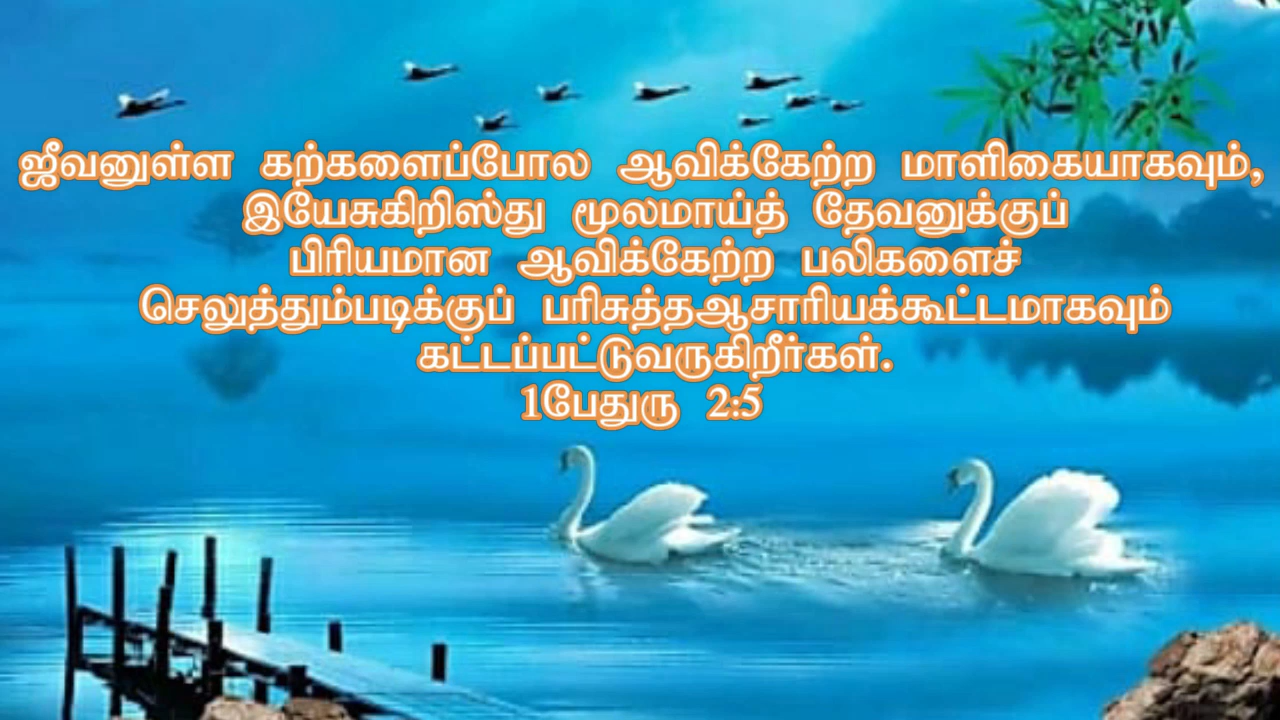 ஜீவனுள்ள கற்களைப்போல ஆவிக்கேற்ற மாளிகையாகவும்,
இயேசுகிறிஸ்து மூலமாய்த் தேவனுக்குப்
பிரியமான ஆவிக்கேற்ற பலிகளைச்
செலுத்தும்படிக்குப் பரிசுத்தஆசாரியக்கூட்டமாகவும்
கட்டப்பட்டுவருகிறீர்கள்.
1பேதுரு 2:5